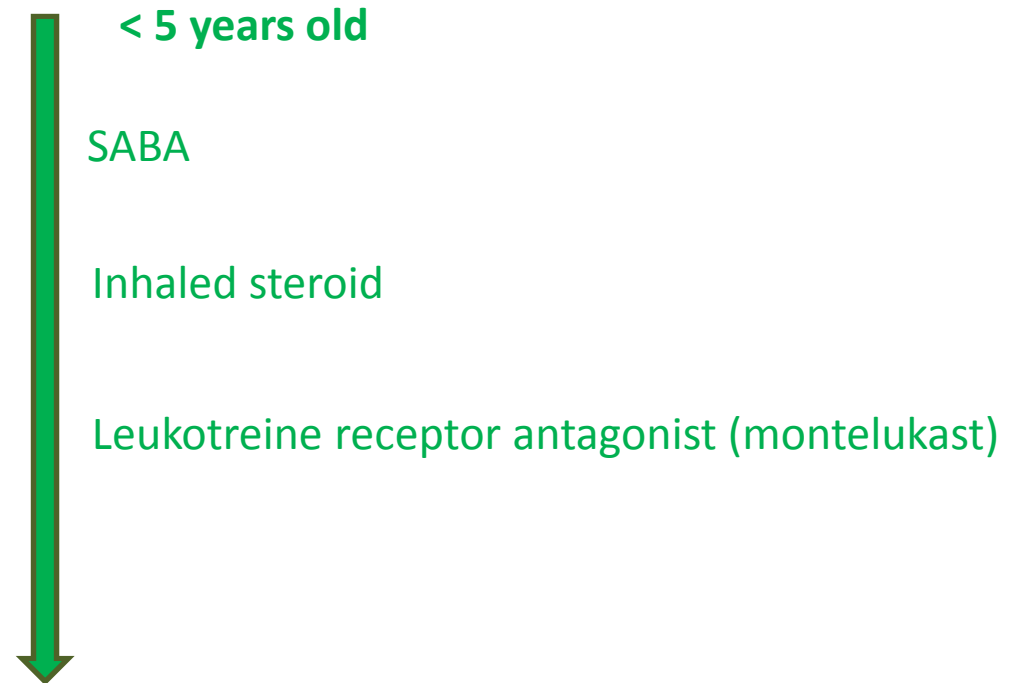 < 5 years old
SABA
Inhaled steroid
Leukotreine receptor antagonist (montelukast)